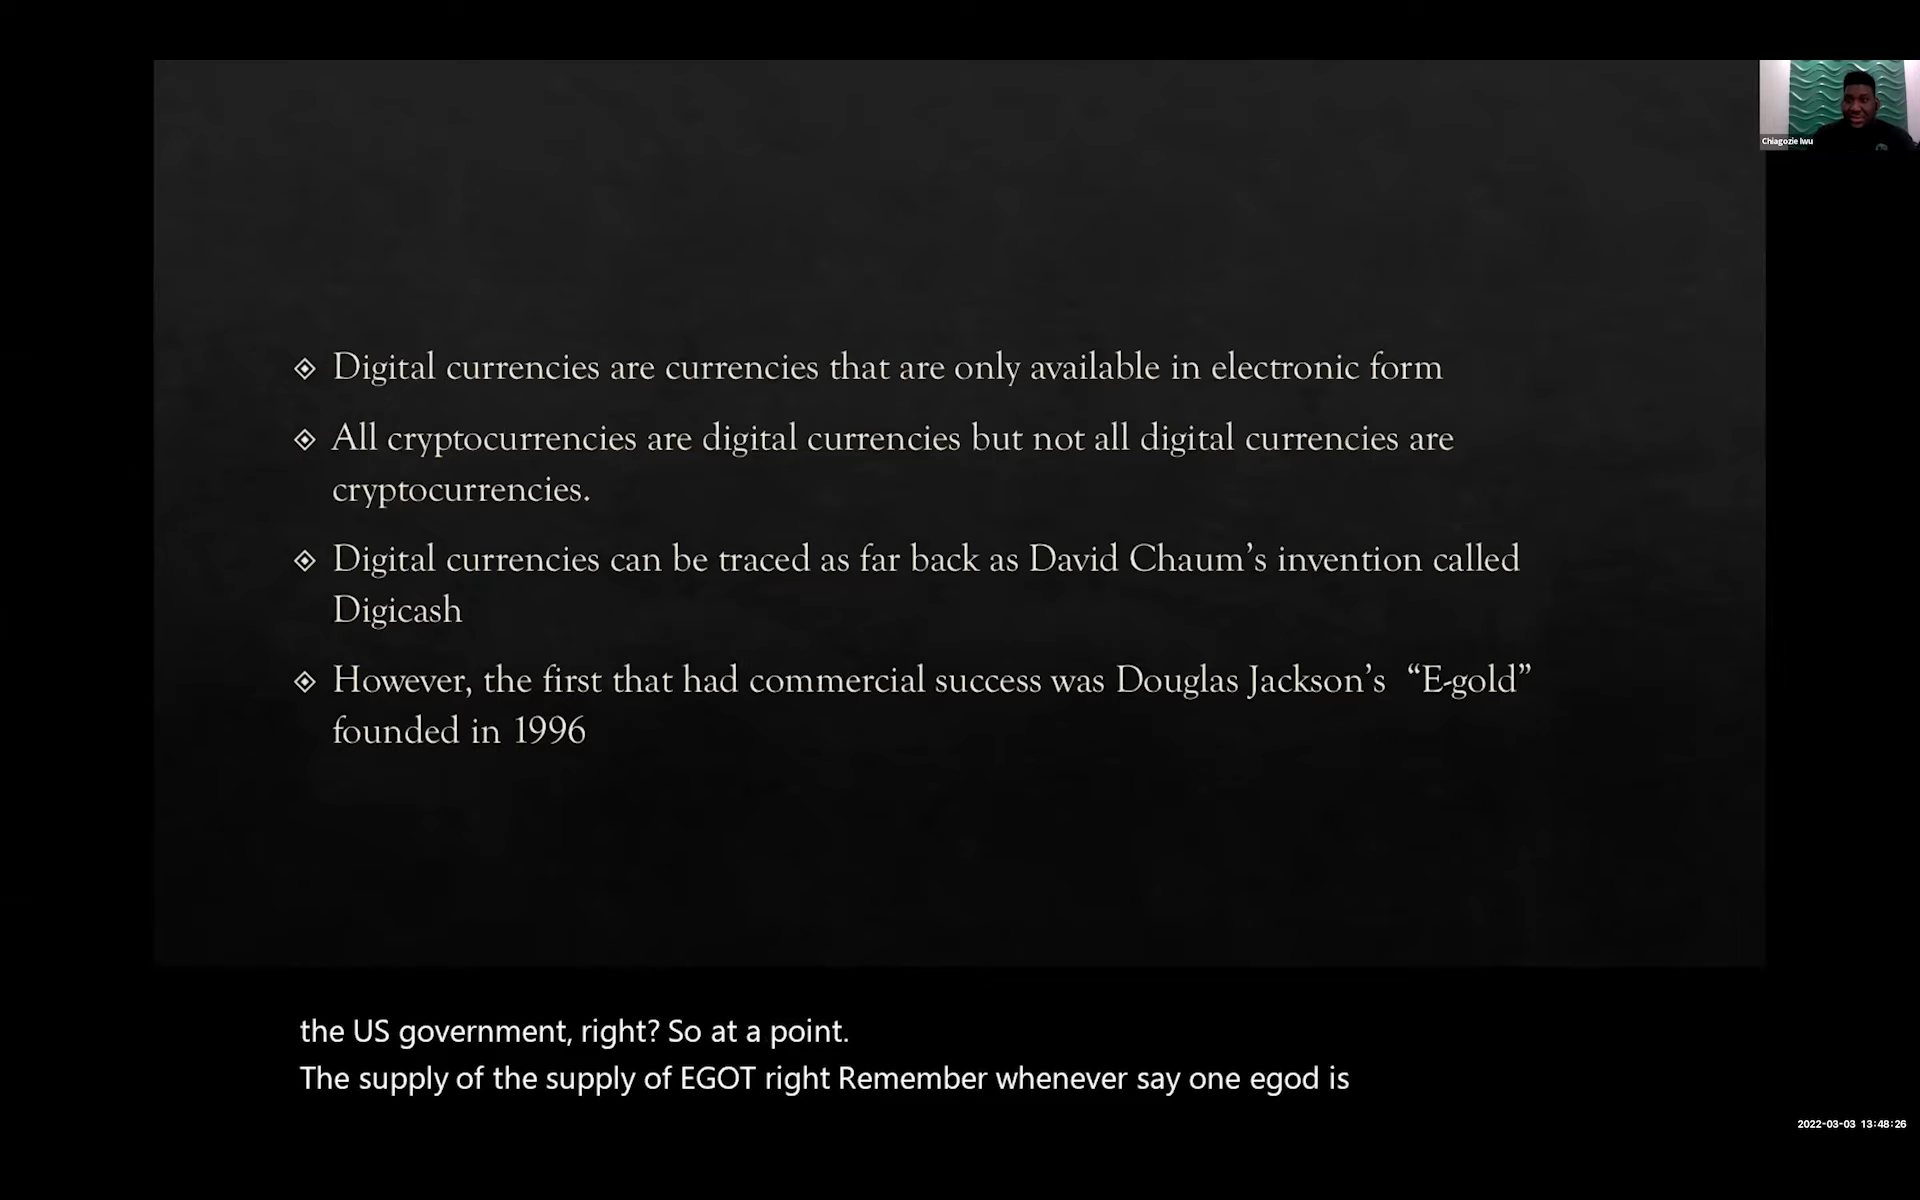 Chiagozie Iwu
Digital currencies are currencies that are only available in electronic form
All cryptocurrencies are digital currencies but not all digital currencies are
cryptocurrencies.
Digital currencies can be traced as far back as David Chaum’s invention called
Digicash
However, the first that had commercial success was Douglas Jackson’s “E-gold”
founded in 1996
the US government, right? So at a point.
The supply of the supply of EGOT right Remember whenever say one egod is
2022-03-03 13:48:26